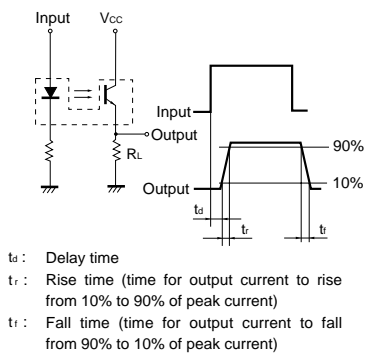 Input
Vcc
Output
RL
Input
Output
90%
10%
td
tr
tf
td : Delay time
tr : Rise time (time for output current to rise
from 10% to 90% of peak current)
tf : Fall time (time for output current to fall
from 90% to 10% of peak current)